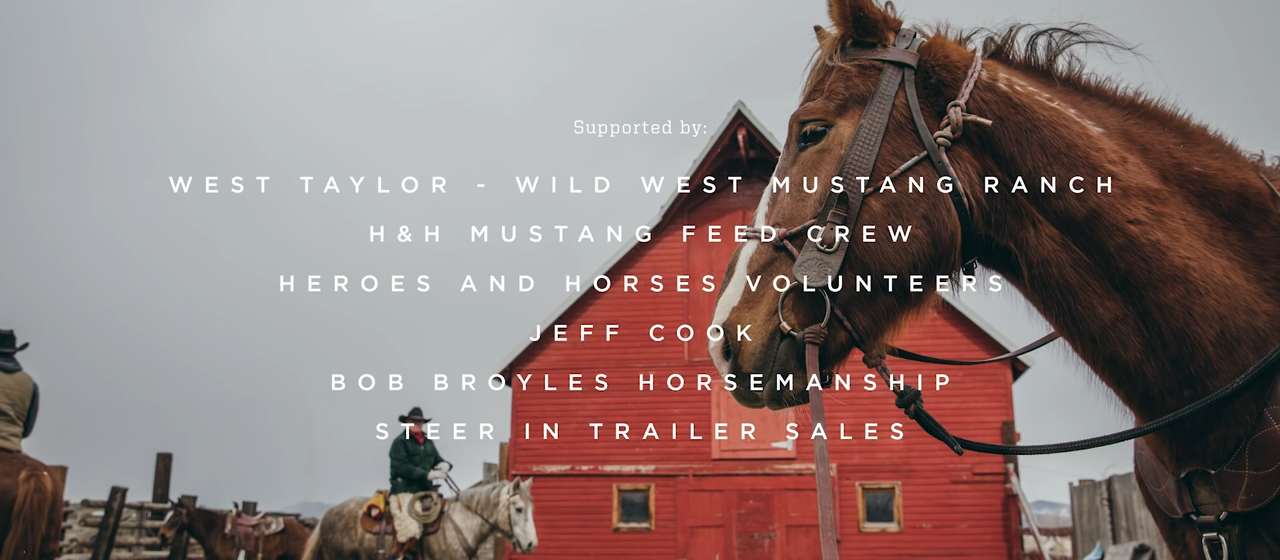 Supported by:
WEST TAYLOR - WILD WEST MUSTANG RANCH
H&H MUSTANG FEED CREW
HEROES AND HORSES VOLUNTEERS
JEFF COOK
BOB BROYLES HORSEMANSHIP
STEER IN TRAILER SALES